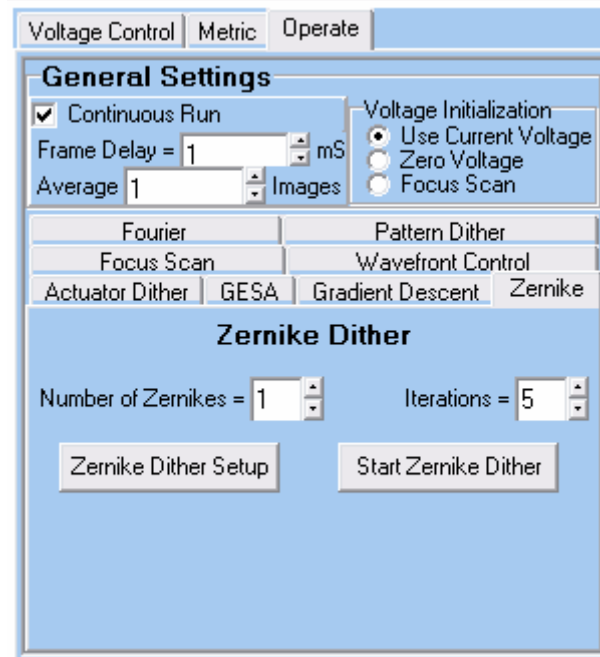 Voltage Control Metric Operate
General Settings
Continuous Run
Frame Delay = 1 mS
Average 1 Images
Voltage Initialization
Use Current Voltage
Zero Voltage
Focus Scan
Fourier Pattern Dither
Focus Scan Wavefront Control
Actuator Dither GESA Gradient Descent Zernike
Zernike Dither
Number of Zernikes = 1 Iterations = 5
Zernike Dither Setup Start Zernike Dither